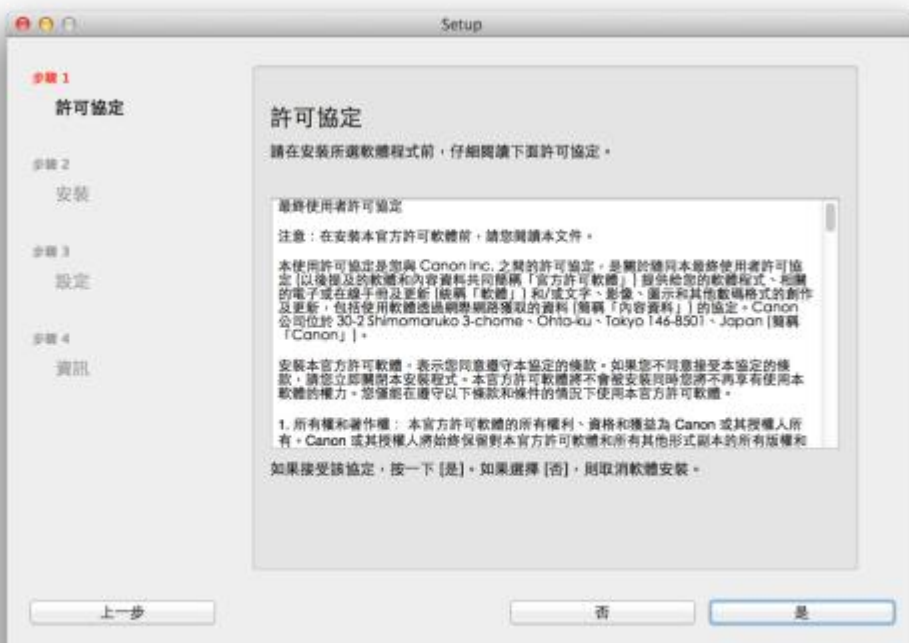 Setup
步驟 1
許可協定
步驟 2
安裝
步驟 3
設定
步驟 4
資訊
許可協定
請在安裝所選軟體程式前，仔細閱讀下面許可協定。
最終使用者許可協定
注意：在安裝本官方許可軟體前，請您閱讀本文件。
本使用許可協定是您與 Canon Inc. 之間的許可協定，是關於連同本最終使用者許可協
定 [以後提及的軟體和內容資料共同簡稱「官方許可軟體」] 提供給您的軟體程式、相關
的電子或在線手冊及更新 [統稱「軟體」] 和/或文字、影像、圖示和其他數碼格式的創作
及更新，包括使用軟體透過網際網路獲取的資料 [簡稱「內容資料」] 的協定。Canon
公司位於 30-2 Shimomaruko 3-chome、Ohta-ku、Tokyo 146-8501、Japan [簡稱
「Canon」]。
安裝本官方許可軟體，表示您同意遵守本協定的條款。如果您不同意接受本協定的條
款，請您立即關閉本安裝程式。本官方許可軟體將不會被安裝同時您將不再享有使用本
軟體的權力。您僅能在遵守以下條款和條件的情況下使用本官方許可軟體。
1. 所有權和著作權： 本官方許可軟體的所有權利、資格和獲益為 Canon 或其授權人所
有。Canon 或其授權人將始終保留對本官方許可軟體和所有其他形式副本的所有版權和
如果接受該協定，按一下 [是]。如果選擇 [否]，則取消軟體安裝。
上一步
否
是